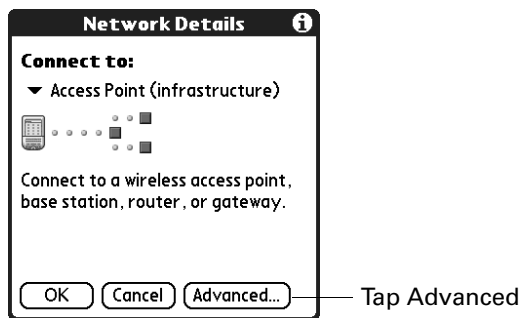 Network Details
Connect to:
Access Point (infrastructure)
Connect to a wireless access point,
base station, router, or gateway.
OK Cancel Advanced... Tap Advanced